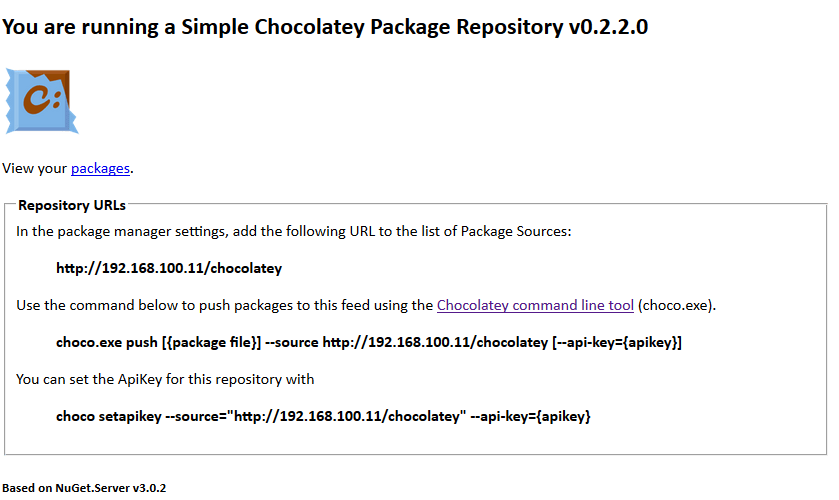 You are running a Simple Chocolatey Package Repository v0.2.2.0
C:
View your packages.
Repository URLs
In the package manager settings, add the following URL to the list of Package Sources:
http://192.168.100.11/chocolatey
Use the command below to push packages to this feed using the Chocolatey command line tool (choco.exe).
choco.exe push [{package file}] --source http://192.168.100.11/chocolatey [--api-key={apikey}]
You can set the ApiKey for this repository with
choco setapikey --source="http://192.168.100.11/chocolatey" --api-key={apikey}
Based on NuGet.Server v3.0.2